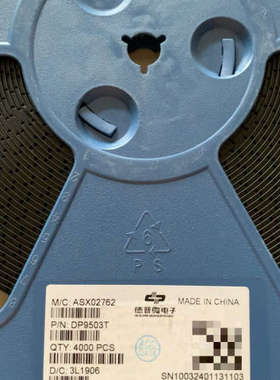 6
PS
M/C: ASX02762
德普微电子
MADE IN CHINA
P/N: DP9503T
QTY: 4000 PCS
D/C: 3L1906
SN10032401131103